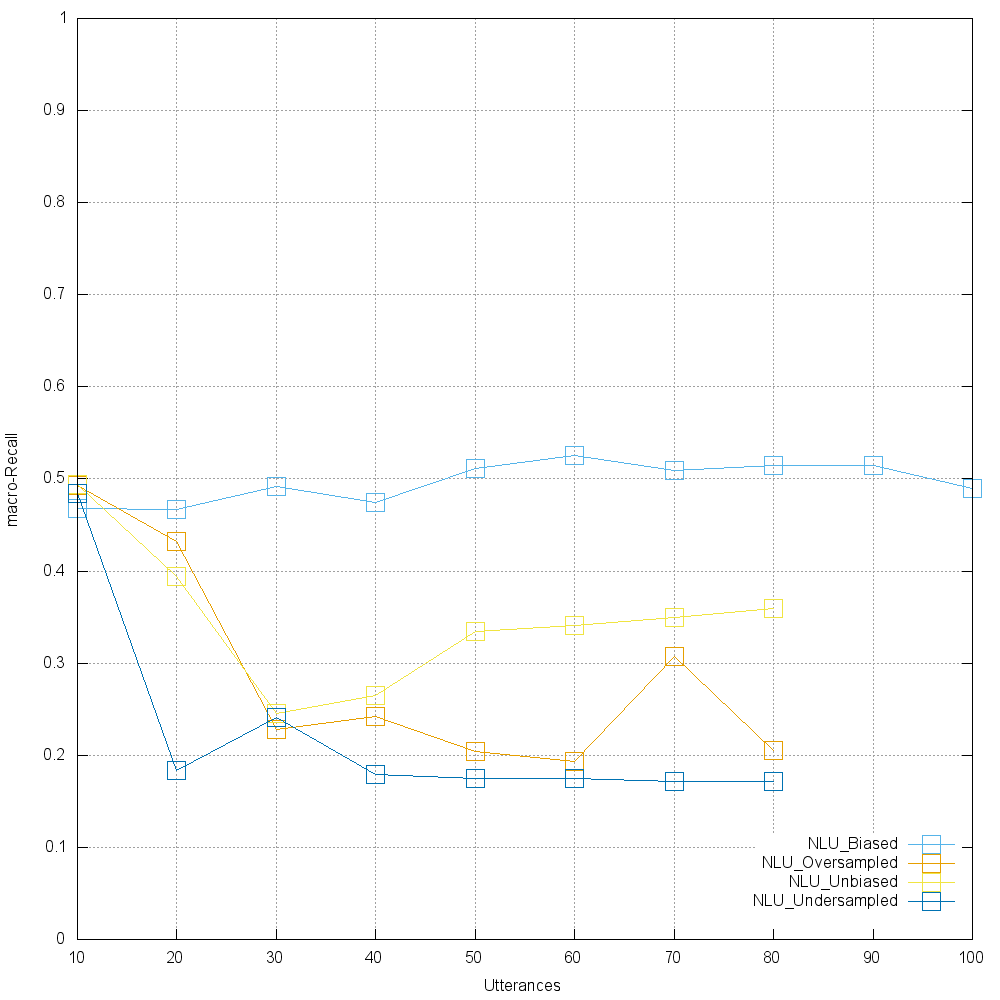 1
0.9
0.8
0.7
0.6
0.5
0.4
0.3
0.2
0.1
0
macro-Recall
NLU_Biased
NLU_Oversampled
NLU_Unbiased
NLU_Undersampled
10 20 30 40 50 60 70 80 90 100
Utterances